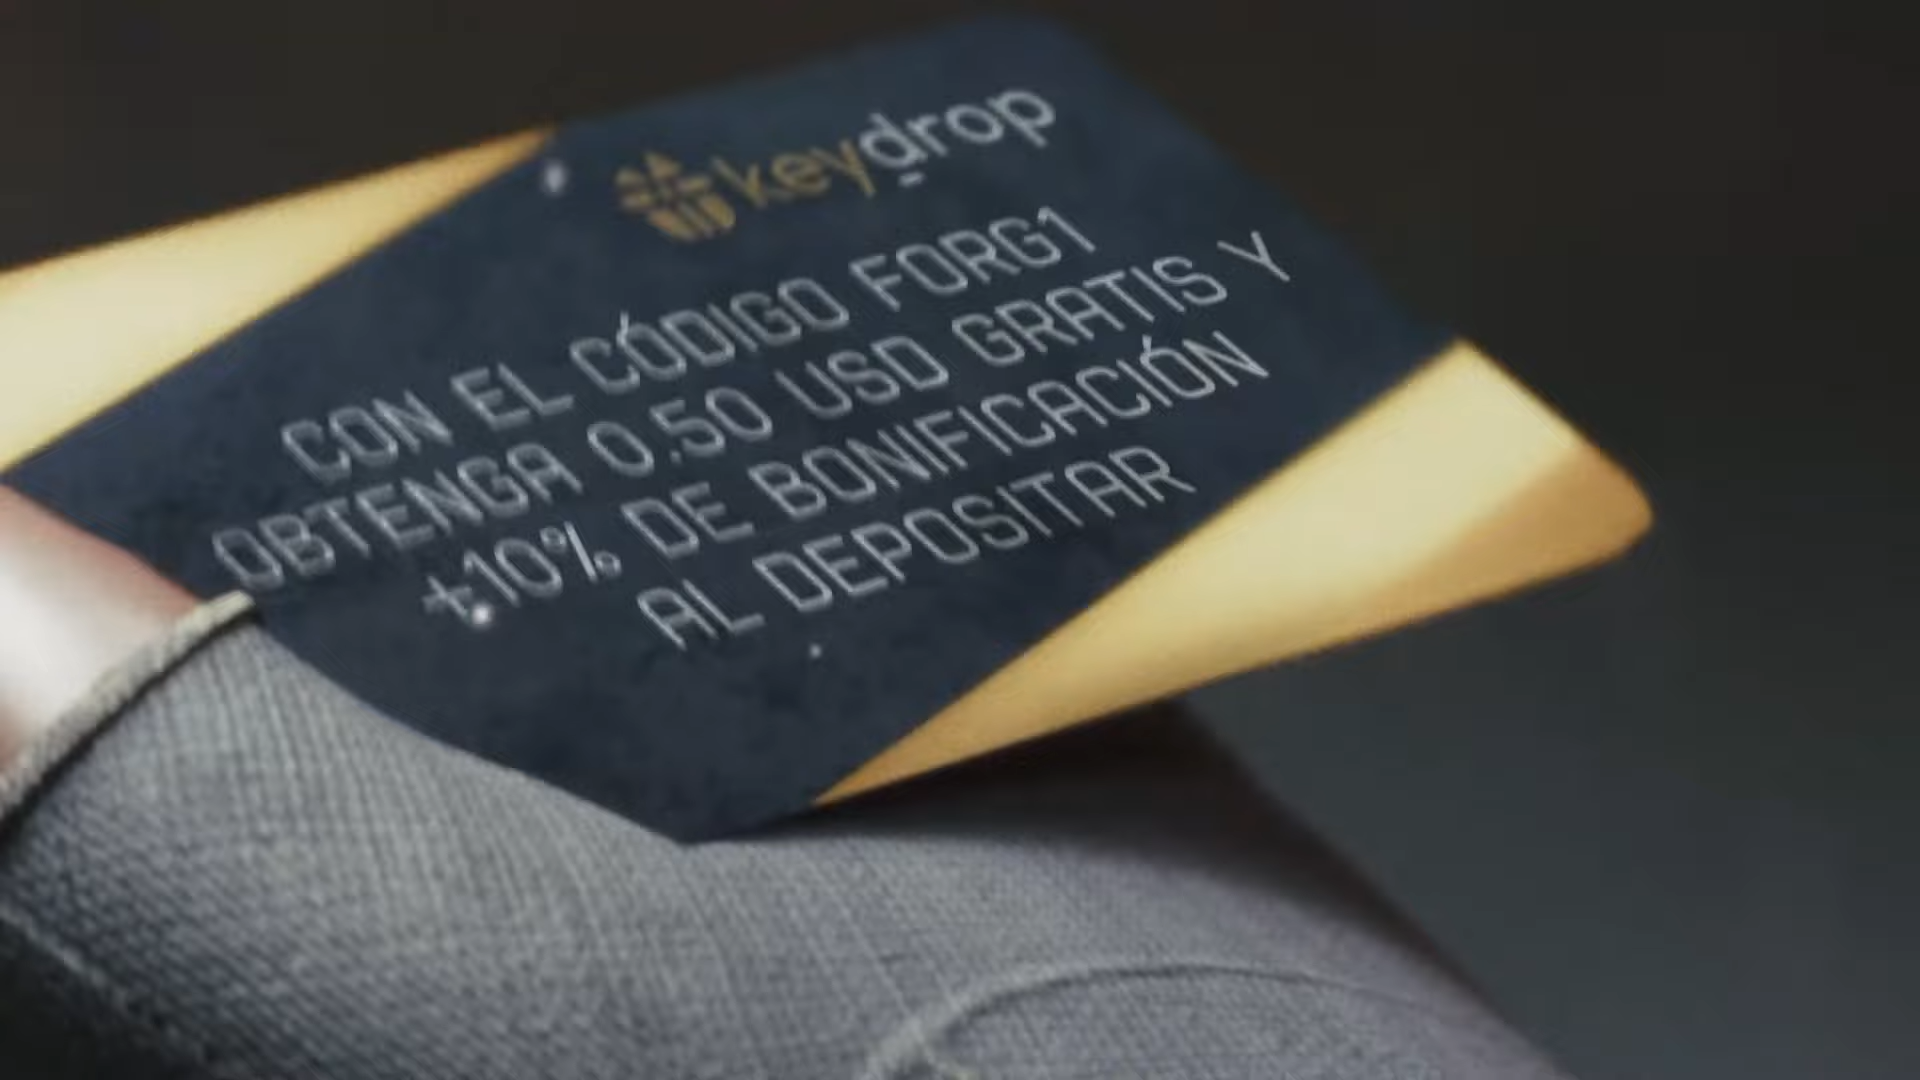 keydrop
CON EL CÓDIGO FORG1
OBTENGA 0.50 USD GRATIS Y
+10% DE BONIFICACIÓN
AL DEPOSITAR